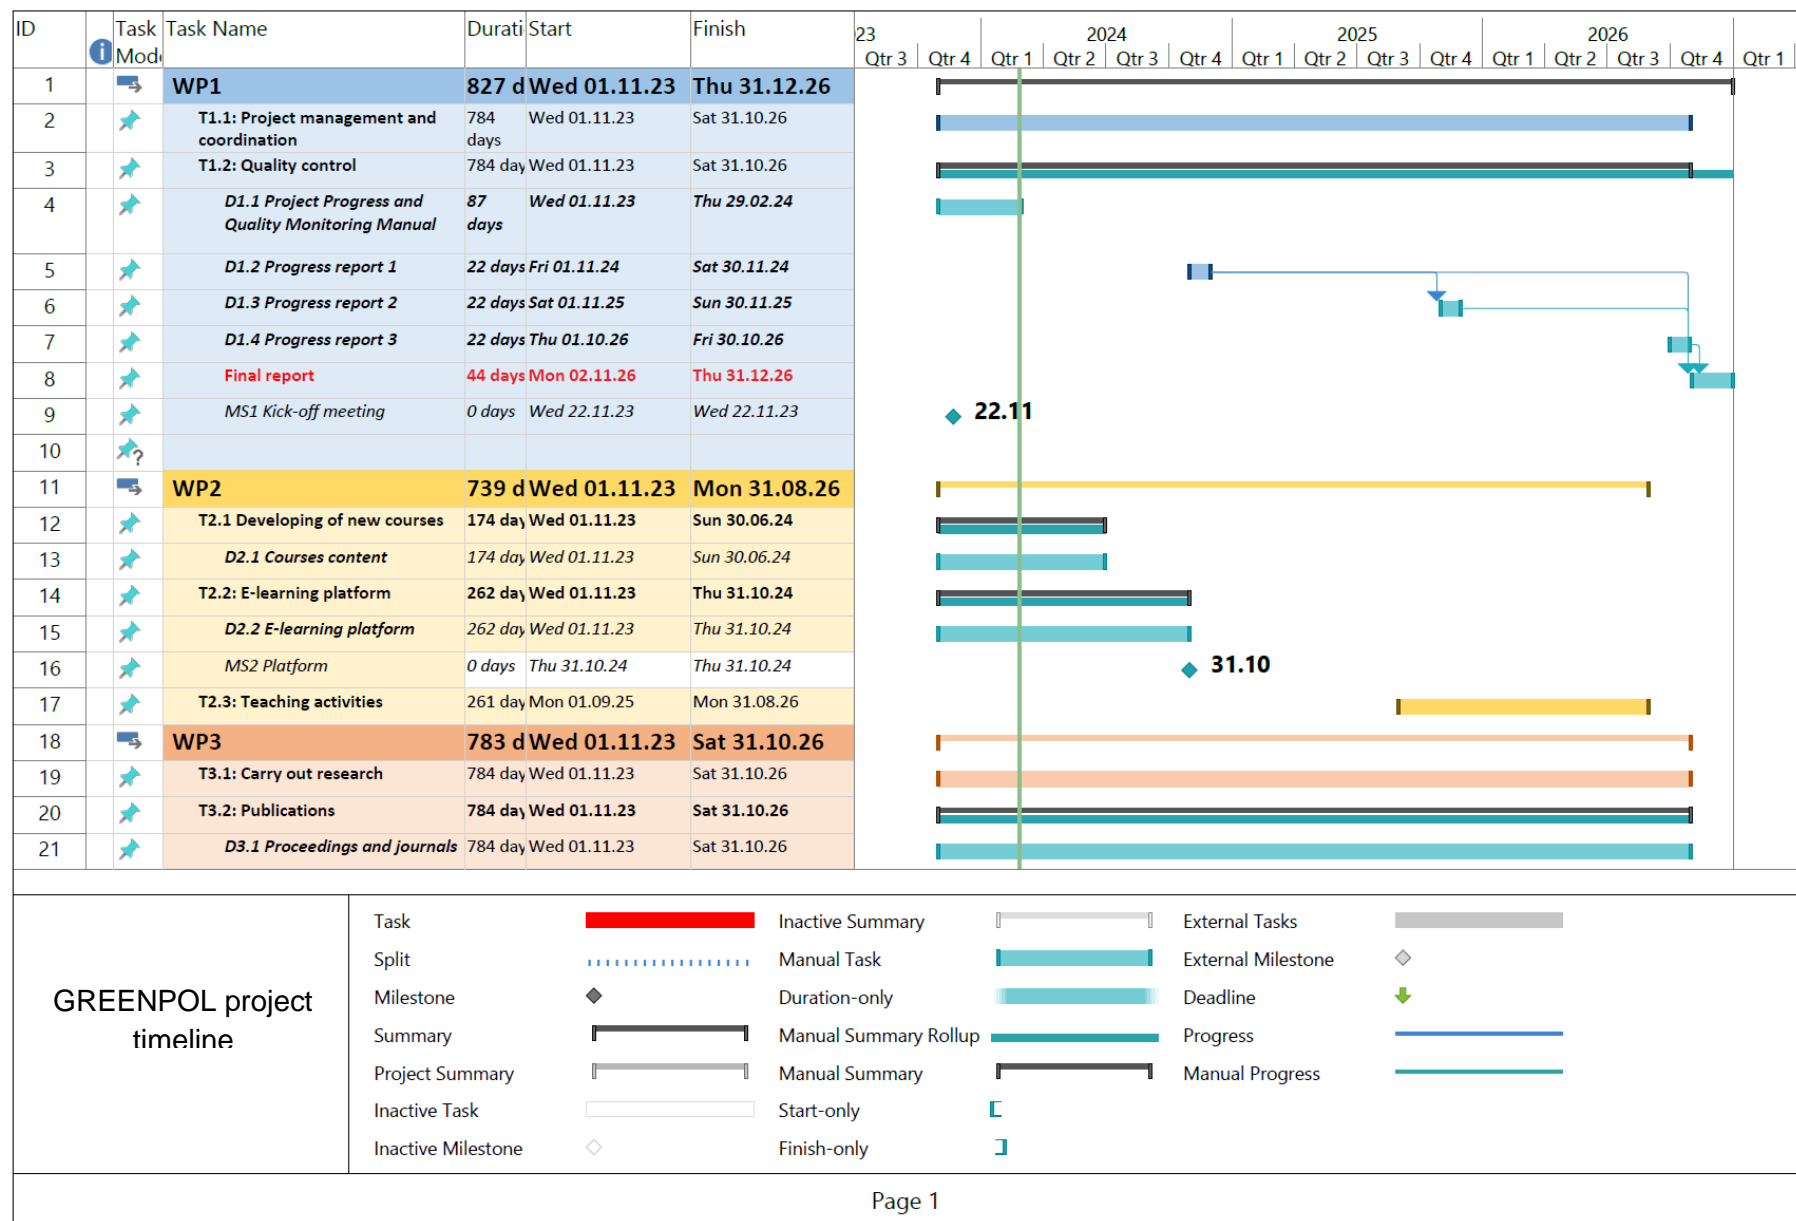 ID Task Task Name Durati Start Finish
Mod
23 2024 2025 2026
Qtr 3 Qtr 4 Qtr 1 Qtr 2 Qtr 3 Qtr 4 Qtr 1 Qtr 2 Qtr 3 Qtr 4 Qtr 1 Qtr 2 Qtr 3 Qtr 4 Qtr 1
1 WP1 827 d Wed 01.11.23 Thu 31.12.26
2 T1.1: Project management and 784 Wed 01.11.23 Sat 31.10.26
coordination days
3 T1.2: Quality control 784 day Wed 01.11.23 Sat 31.10.26
4 D1.1 Project Progress and 87 Wed 01.11.23 Thu 29.02.24
Quality Monitoring Manual days
5 D1.2 Progress report 1 22 days Fri 01.11.24 Sat 30.11.24
6 D1.3 Progress report 2 22 days Sat 01.11.25 Sun 30.11.25
7 D1.4 Progress report 3 22 days Thu 01.10.26 Fri 30.10.26
8 Final report 44 days Mon 02.11.26 Thu 31.12.26
9 MS1 Kick-off meeting 0 days Wed 22.11.23 Wed 22.11.23 22.11
10 ?
11 WP2 739 d Wed 01.11.23 Mon 31.08.26
12 T2.1 Developing of new courses 174 day Wed 01.11.23 Sun 30.06.24
13 D2.1 Courses content 174 day Wed 01.11.23 Sun 30.06.24
14 T2.2: E-learning platform 262 day Wed 01.11.23 Thu 31.10.24
15 D2.2 E-learning platform 262 day Wed 01.11.23 Thu 31.10.24
16 MS2 Platform 0 days Thu 31.10.24 Thu 31.10.24 31.10
17 T2.3: Teaching activities 261 day Mon 01.09.25 Mon 31.08.26
18 WP3 783 d Wed 01.11.23 Sat 31.10.26
19 T3.1: Carry out research 784 day Wed 01.11.23 Sat 31.10.26
20 T3.2: Publications 784 day Wed 01.11.23 Sat 31.10.26
21 D3.1 Proceedings and journals 784 day Wed 01.11.23 Sat 31.10.26
GREENPOL project
timeline
Task Inactive Summary External Tasks
Split Manual Task External Milestone
Milestone Duration-only Deadline
Summary Manual Summary Rollup Progress
Project Summary Manual Summary Manual Progress
Inactive Task Start-only
Inactive Milestone Finish-only
Page 1